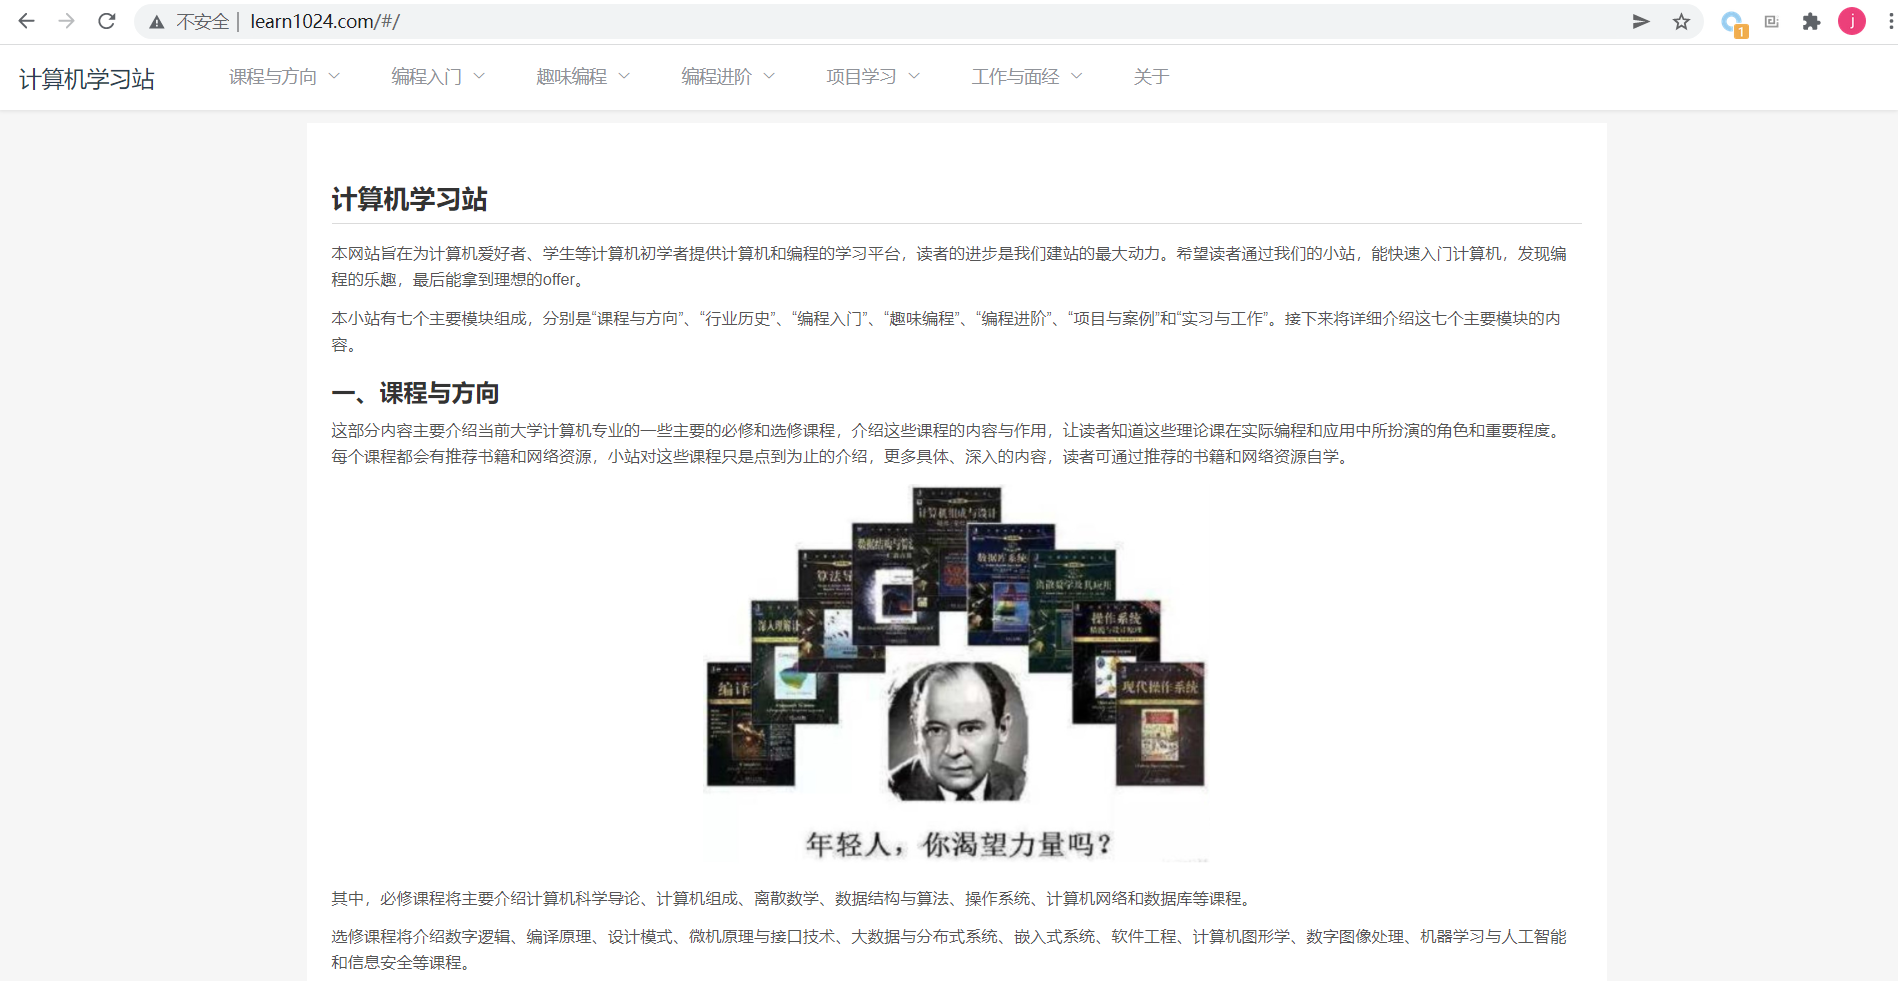 不安全 | learn1024.com/#/
1
j
计算机学习站
课程与方向 编程入门 趣味编程 编程进阶 项目学习 工作与面经 关于
计算机学习站
本网站旨在为计算机爱好者、学生等计算机初学者提供计算机和编程的学习平台，读者的进步是我们建站的最大动力。希望读者通过我们的小站，能快速入门计算机，发现编
程的乐趣，最后能拿到理想的offer。
本小站有七个主要模块组成，分别是“课程与方向”、“行业历史”、“编程入门”、“趣味编程”、“编程进阶”、“项目与案例”和“实习与工作”。接下来将详细介绍这七个主要模块的内
容。
一、课程与方向
这部分内容主要介绍当前大学计算机专业的一些主要的必修和选修课程，介绍这些课程的内容与作用，让读者知道这些理论课在实际编程和应用中所扮演的角色和重要程度。
每个课程都会有推荐书籍和网络资源，小站对这些课程只是点到为止的介绍，更多具体、深入的内容，读者可通过推荐的书籍和网络资源自学。
计算机组成与设计
数据结构与算法
数据库系统
算法导
离散数学及其应用
深入理解计
操作系统
精髓与设计原理
编译
现代操作系统
年轻人，你渴望力量吗？
其中，必修课程将主要介绍计算机科学导论、计算机组成、离散数学、数据结构与算法、操作系统、计算机网络和数据库等课程。
选修课程将介绍数字逻辑、编译原理、设计模式、微机原理与接口技术、大数据与分布式系统、嵌入式系统、软件工程、计算机图形学、数字图像处理、机器学习与人工智能
和信息安全等课程。